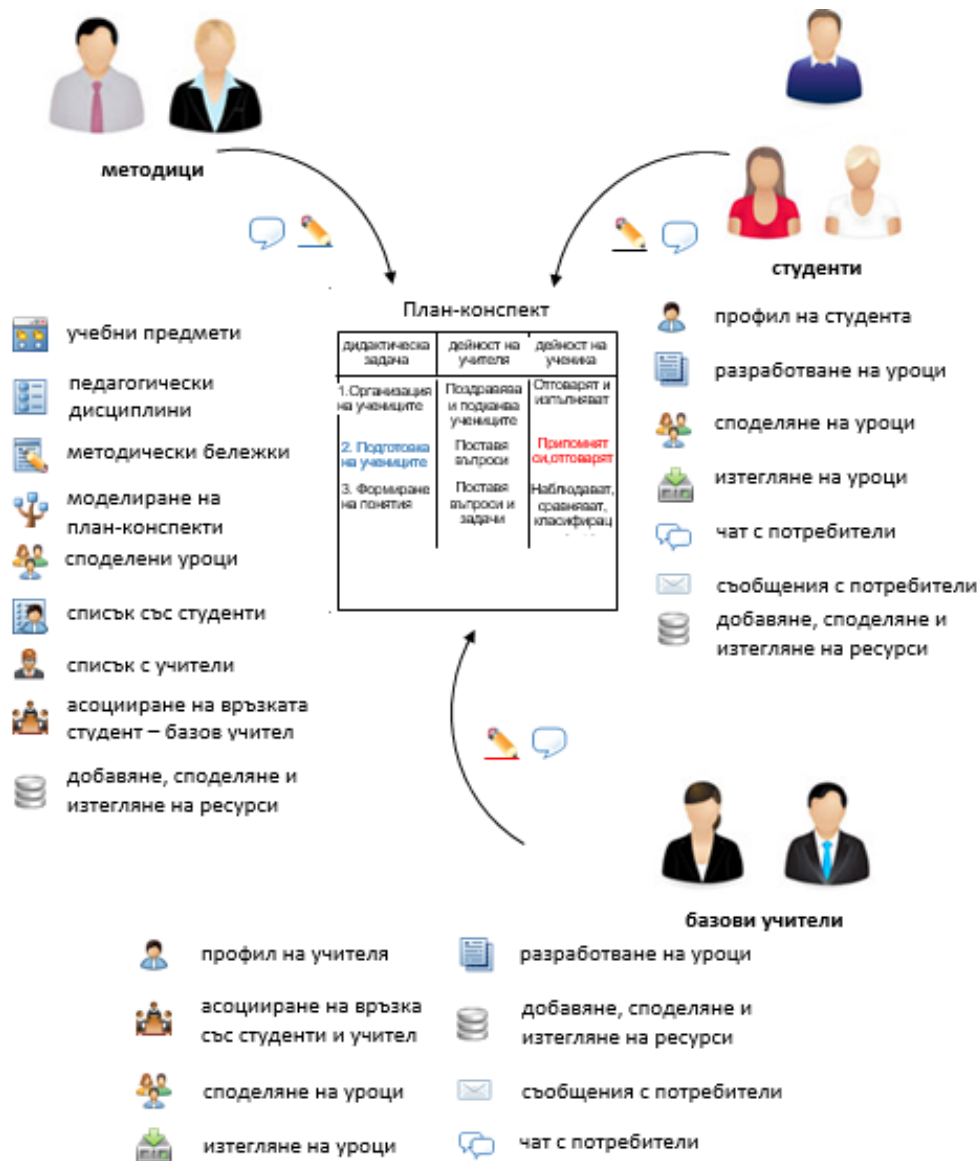 методици
студенти
План-конспект
дидактическа
задача
дейност на
учителя
дейност на
ученика
1.Организация
на учениците
Поздравява
и подканва
учениците
Отговарят и
изпълняват
2. Подготовка
на учениците
Поставя
въпроси
Припомнят
си,отговарят
3. Формиране
на понятия
Поставя
въпроси и
задачи
Наблюдават,
сравняват,
класифицрац
учебни предмети
педагогически
дисциплини
методически бележки
моделиране на
план-конспекти
споделени уроци
списък със студенти
списък с учители
асоцииране на връзката
студент – базов учител
добавяне, споделяне и
изтегляне на ресурси
профил на студента
разработване на уроци
споделяне на уроци
изтегляне на уроци
чат с потребители
съобщения с потребители
добавяне, споделяне и
изтегляне на ресурси
базови учители
профил на учителя
асоцииране на връзка
със студенти и учител
споделяне на уроци
изтегляне на уроци
разработване на уроци
добавяне, споделяне и
изтегляне на ресурси
съобщения с потребители
чат с потребители